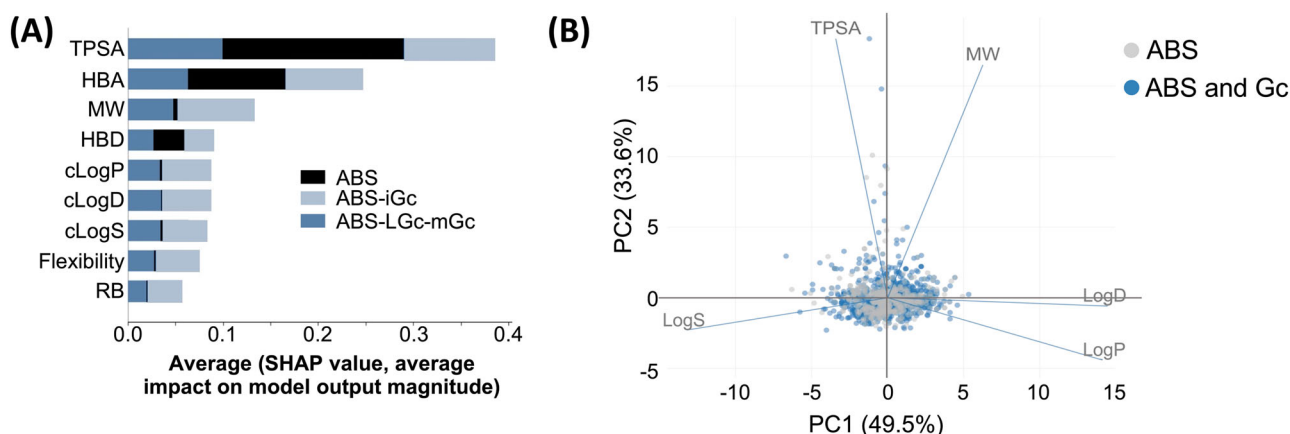 (A)
TPSA
HBA
MW
HBD
cLogP
cLogD
cLogS
Flexibility
RB
ABS
ABS-iGc
ABS-LGc-mGc
0.0
0.1
0.2
0.3
0.4
Average (SHAP value, average
impact on model output magnitude)
(B)
TPSA
MW
LogD
LogP
LogS
ABS
ABS and Gc
PC2 (33.6%)
15
10
5
0
-5
-10
-5
0
5
10
15
PC1 (49.5%)